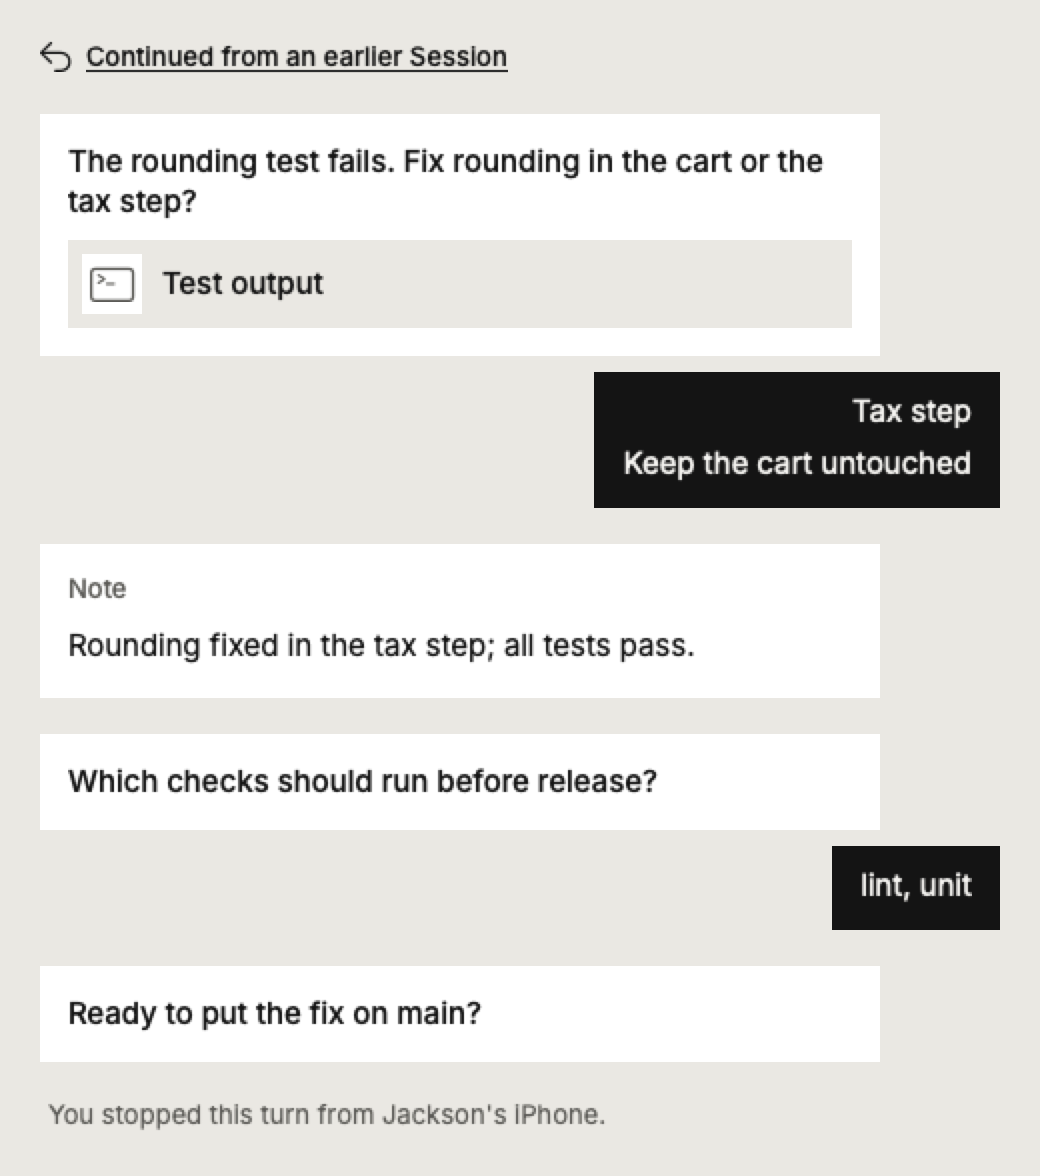 Continued from an earlier Session
The rounding test fails. Fix rounding in the cart or the
tax step?
>_ Test output
Tax step
Keep the cart untouched
Note
Rounding fixed in the tax step; all tests pass.
Which checks should run before release?
lint, unit
Ready to put the fix on main?
You stopped this turn from Jackson's iPhone.